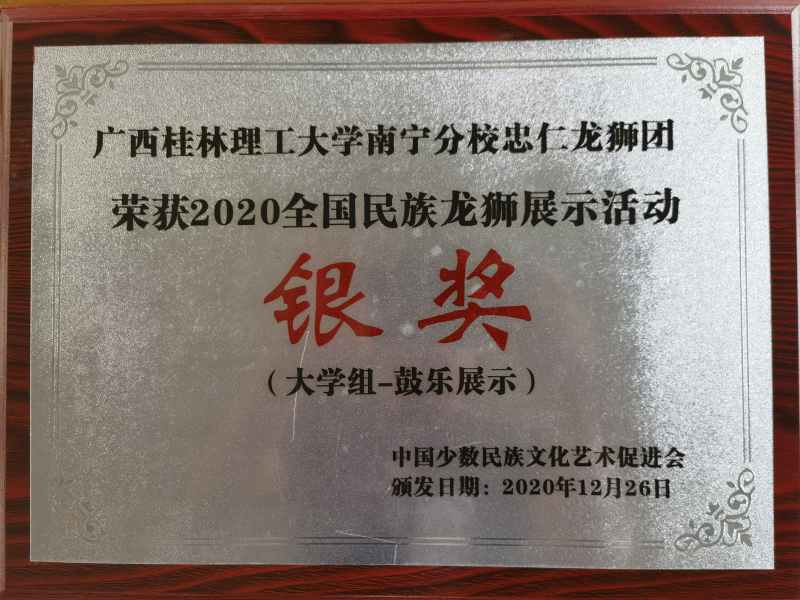 广西桂林理工大学南宁分校忠仁龙狮团
荣获2020全国民族龙狮展示活动
银奖
（大学组-鼓乐展示）
中国少数民族文化艺术促进会
颁发日期：2020年12月26日